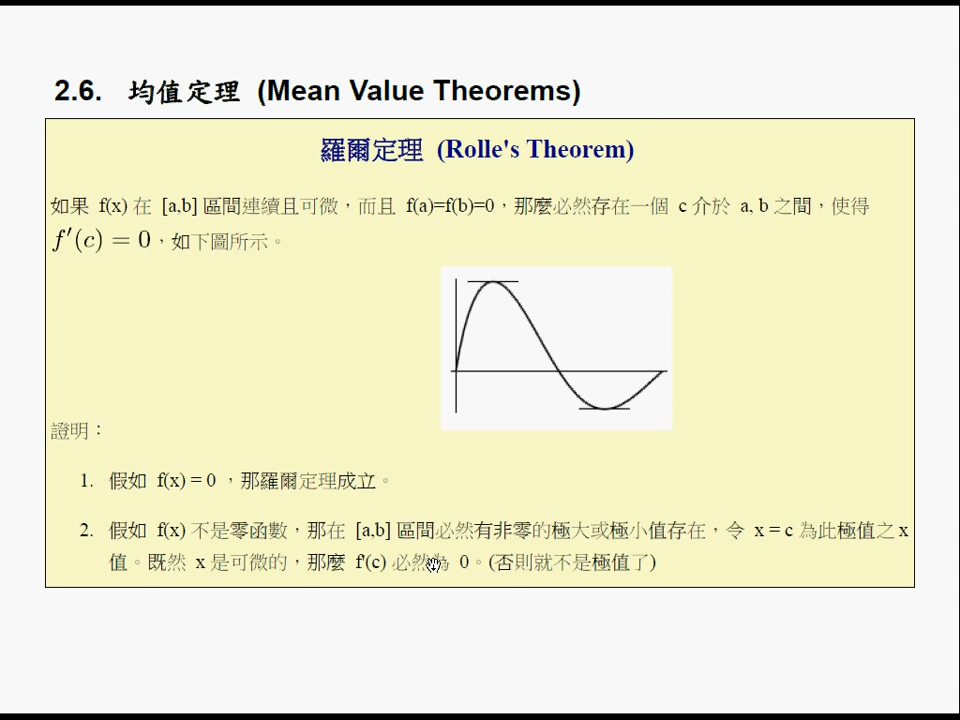 2.6. 均值定理 (Mean Value Theorems)
羅爾定理 (Rolle's Theorem)
如果 f(x) 在 [a,b] 區間連續且可微，而且 f(a)=f(b)=0，那麼必然存在一個 c 介於 a, b 之間，使得
f′(c) = 0，如下圖所示。
證明：
1. 假如 f(x) = 0 ，那羅爾定理成立。
2. 假如 f(x) 不是零函數，那在 [a,b] 區間必然有非零的極大或極小值存在，令 x = c 為此極值之 x
值。既然 x 是可微的，那麼 f'(c) 必然為 0。(否則就不是極值了)